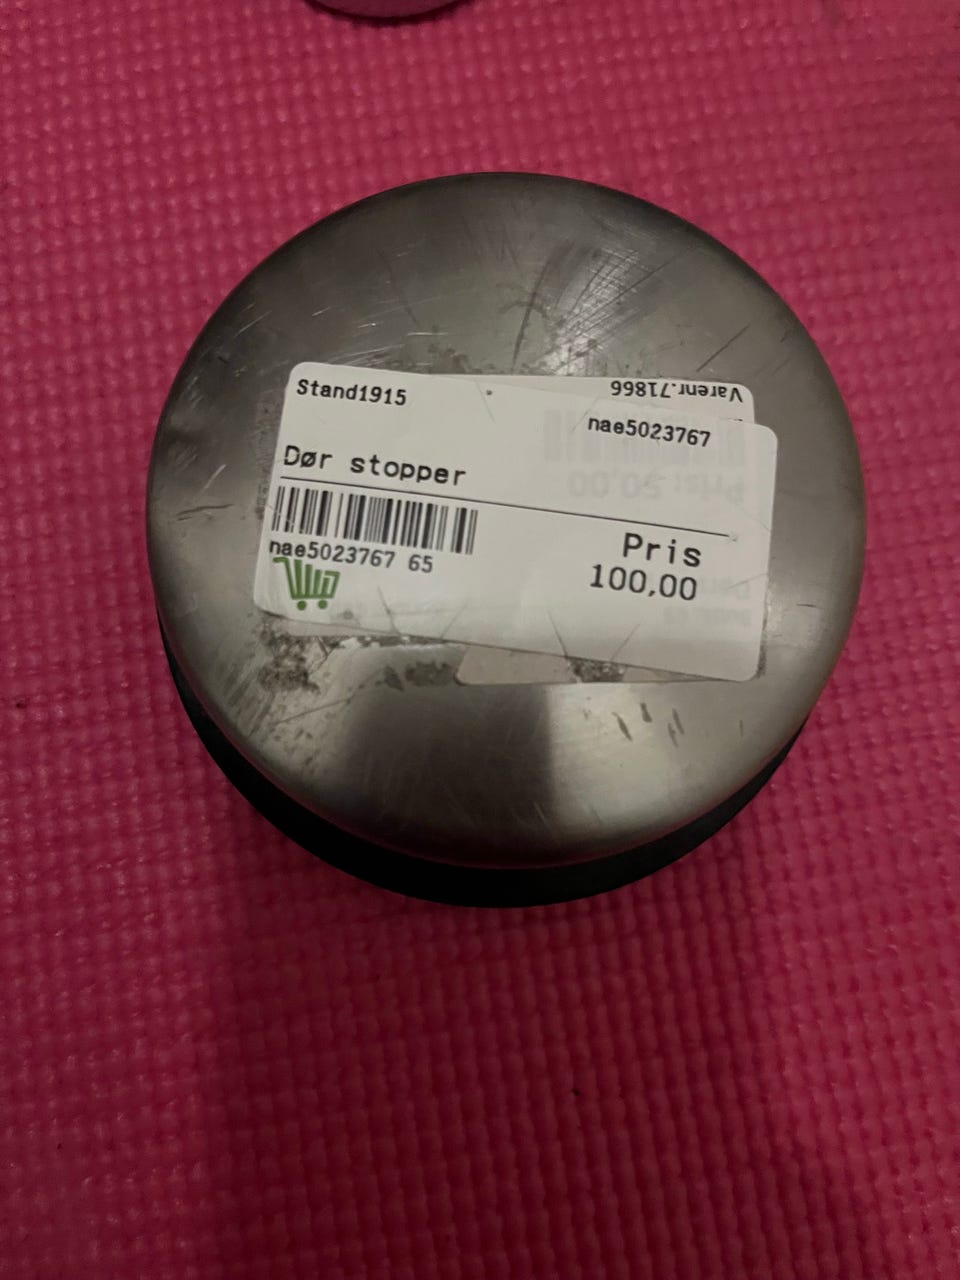 Stand1915
Varenr.71866
nae5023767
Pris: 50,00
Dør stopper
nae5023767 65
Pris
100,00